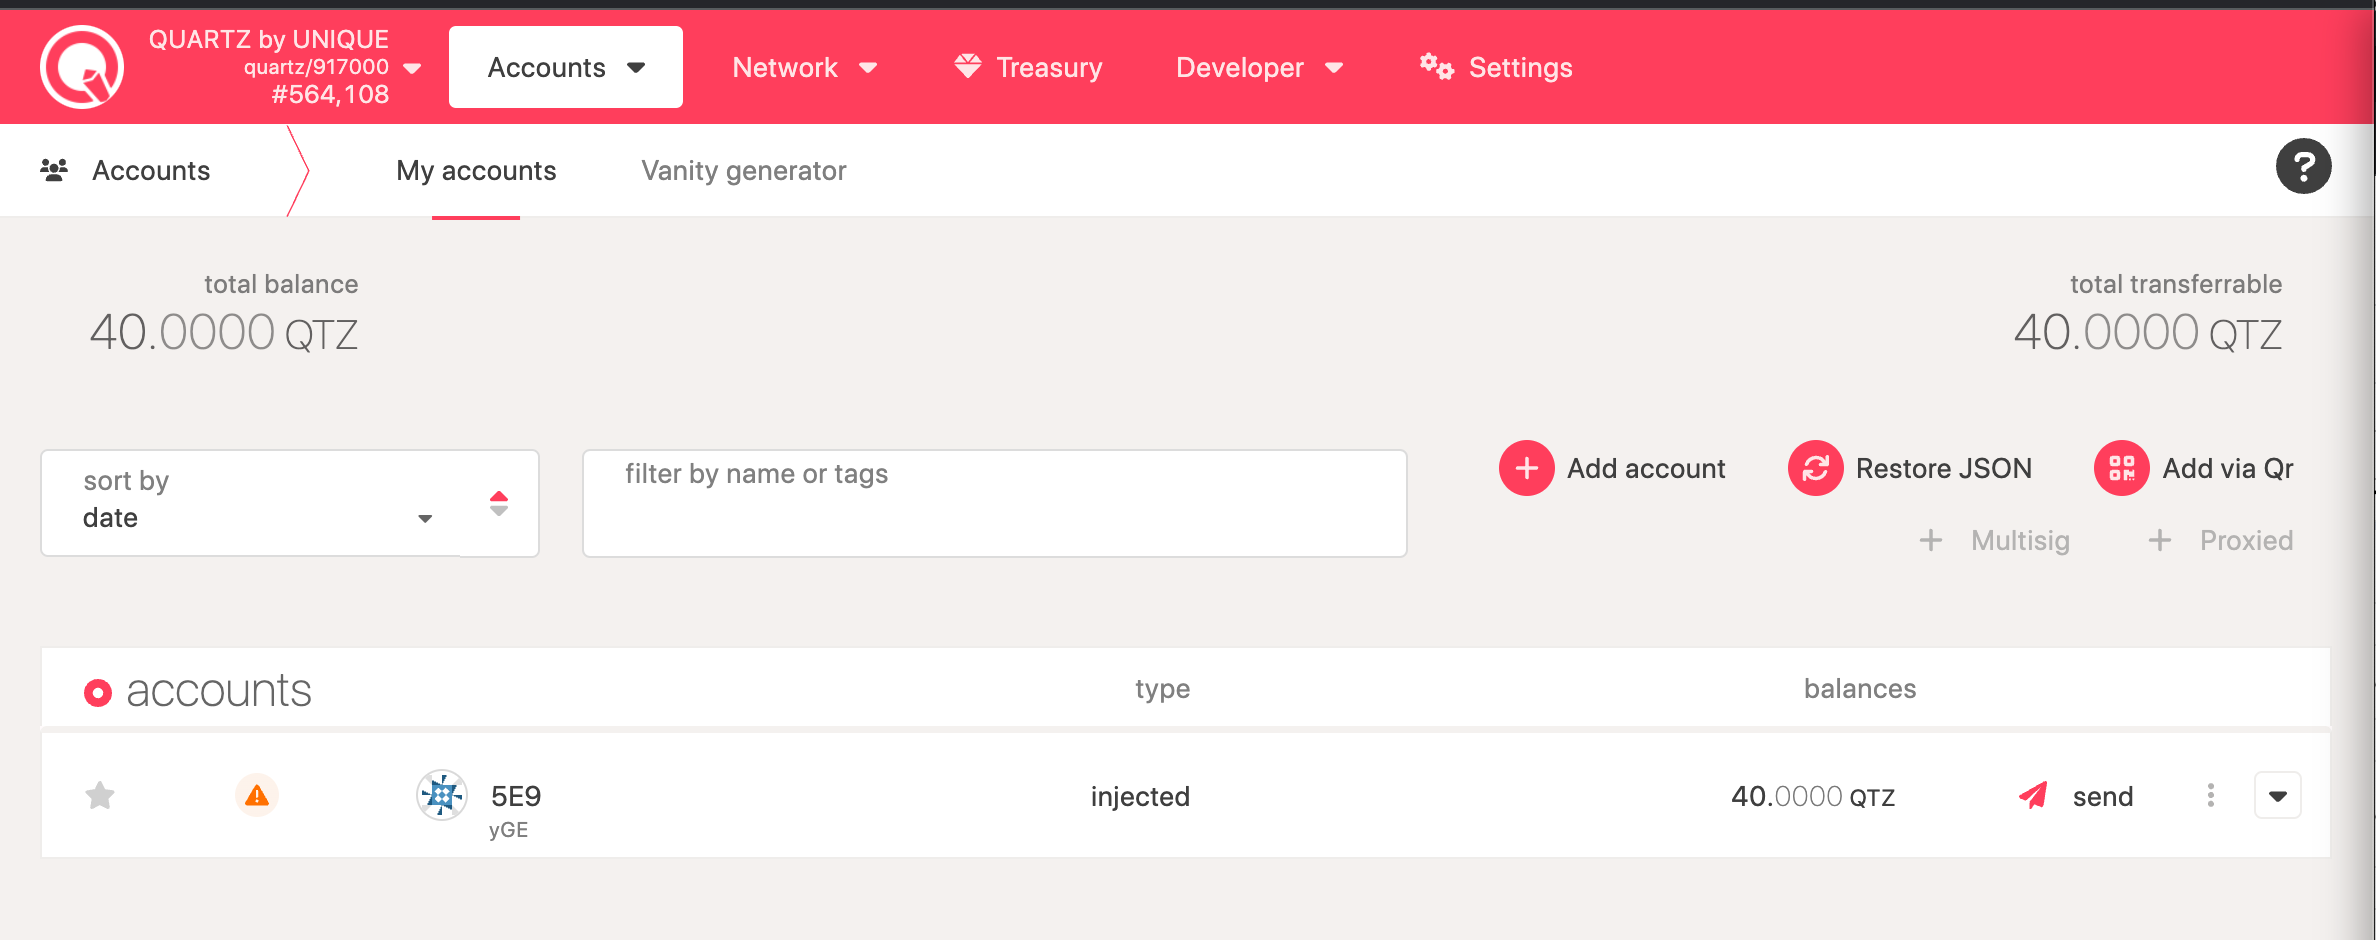 QUARTZ by UNIQUE
quartz/917000
#564,108
Accounts
Network
Treasury
Developer
Settings
Accounts
My accounts
Vanity generator
?
total balance
40.0000 QTZ
total transferrable
40.0000 QTZ
sort by
date
filter by name or tags
Add account
Restore JSON
Add via Qr
+ Multisig
+ Proxied
accounts
type
balances
5E9
yGE
injected
40.0000 QTZ
send